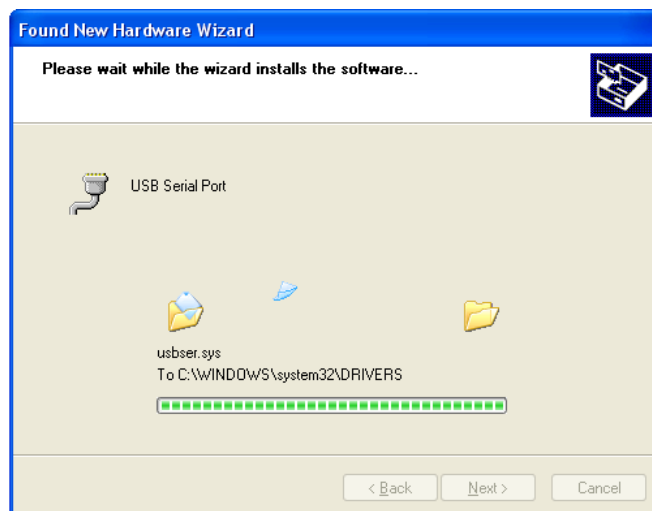 Found New Hardware Wizard
Please wait while the wizard installs the software...
USB Serial Port
usbser.sys
To C:\WINDOWS\system32\DRIVERS
< Back Next > Cancel